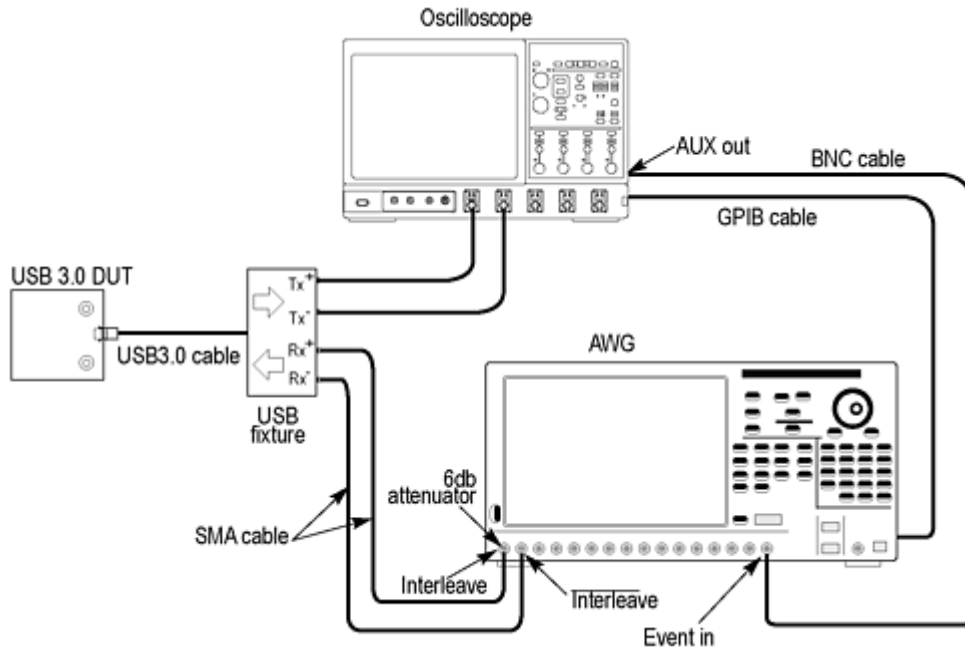 Oscilloscope
AUX out
BNC cable
GPIB cable
USB 3.0 DUT
Tx+
Tx-
USB3.0 cable
Rx+
Rx-
AWG
USB
fixture
6db
attenuator
SMA cable
Interleave
Interleave
Event in